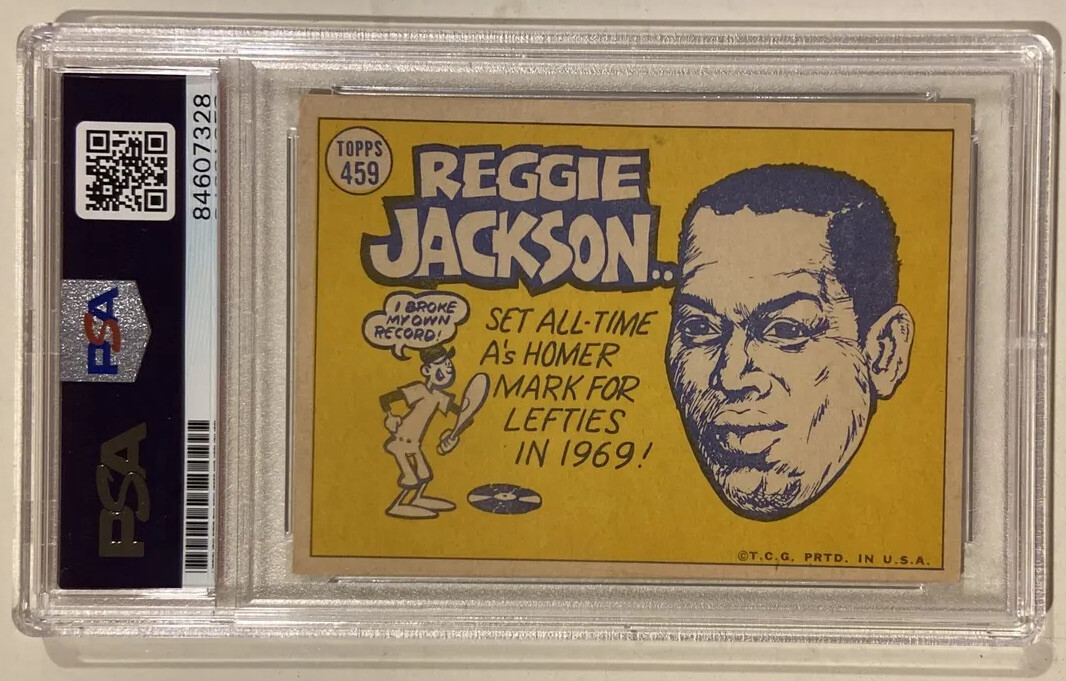 84607328
PSA
PSA
TOPPS
459
REGGIE
JACKSON..
I BROKE
MY OWN
RECORD!
SET ALL-TIME
A's HOMER
MARK FOR
LEFTIES
IN 1969!
©T.C.G. PRTD. IN U.S.A.